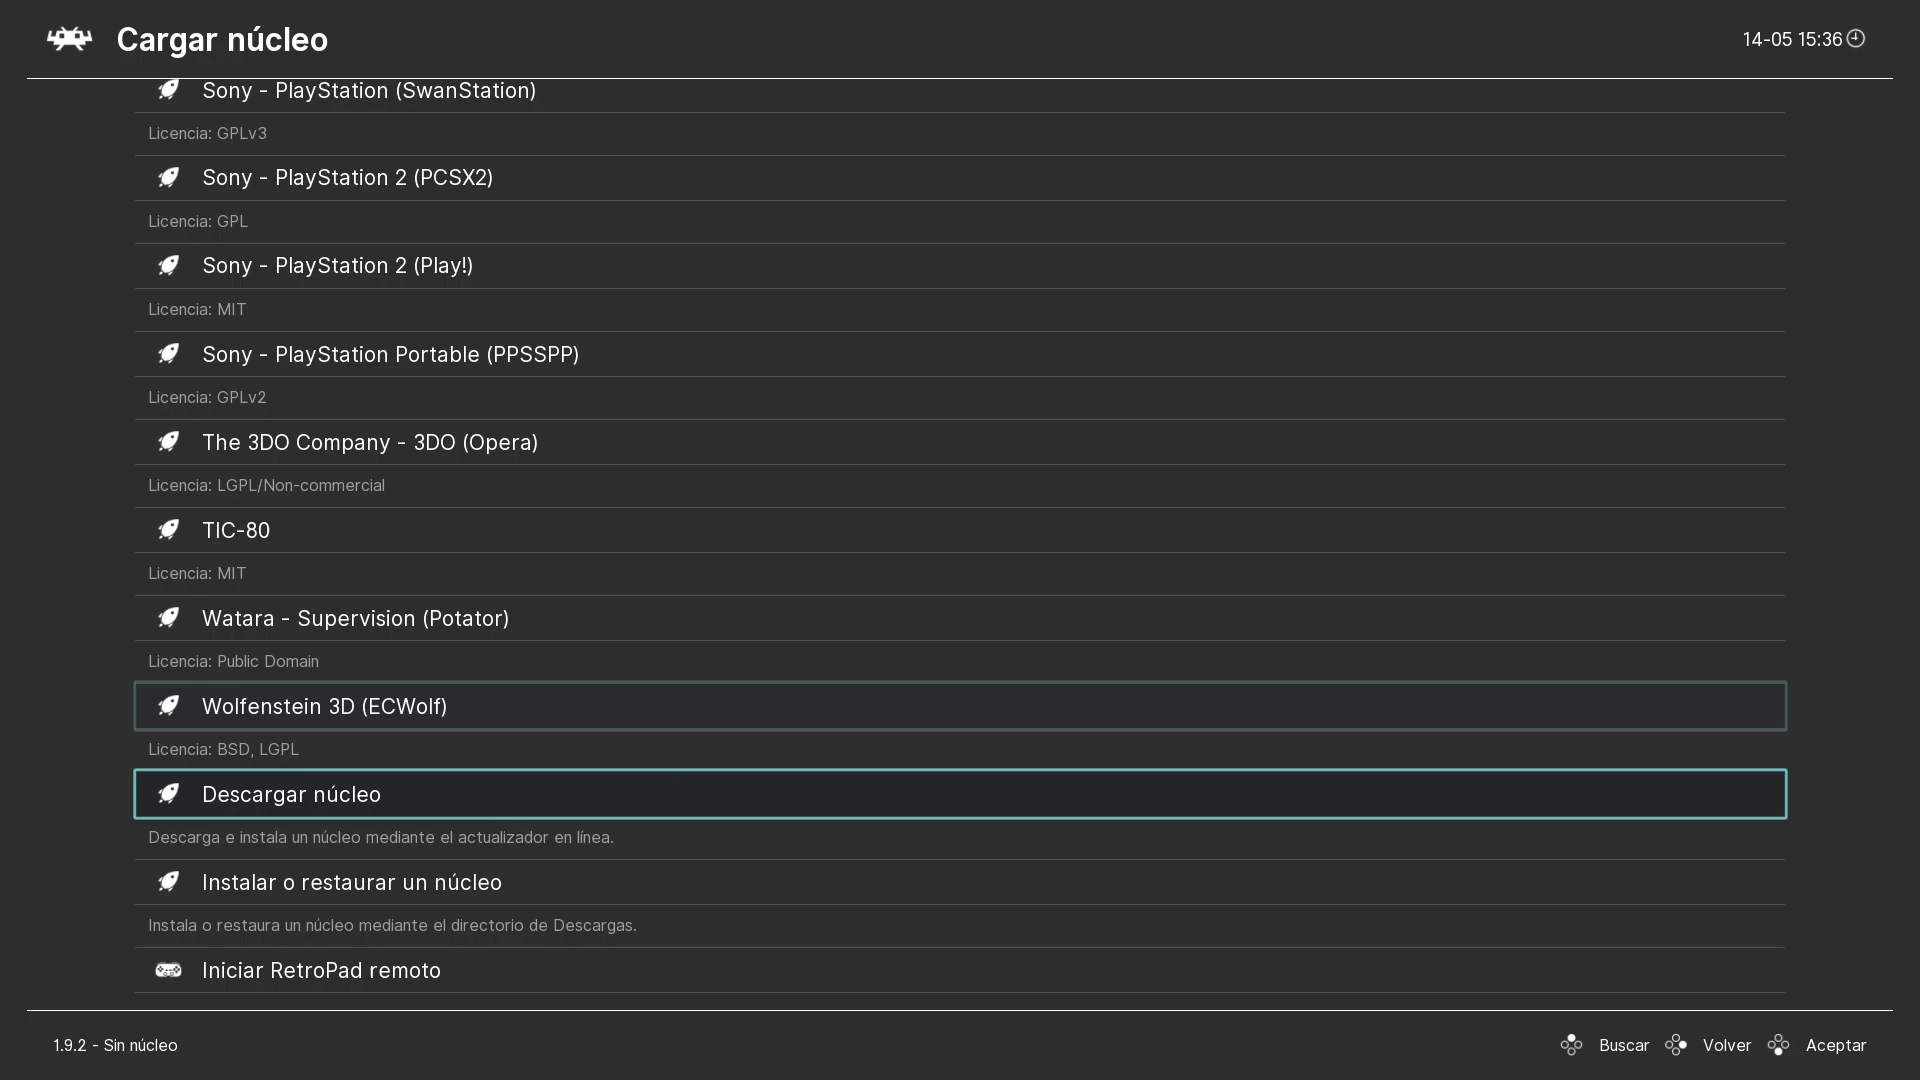 Cargar núcleo
14-05 15:36
Sony - PlayStation (SwanStation)
Licencia: GPLv3
Sony - PlayStation 2 (PCSX2)
Licencia: GPL
Sony - PlayStation 2 (Play!)
Licencia: MIT
Sony - PlayStation Portable (PPSSPP)
Licencia: GPLv2
The 3DO Company - 3DO (Opera)
Licencia: LGPL/Non-commercial
TIC-80
Licencia: MIT
Watara - Supervision (Potator)
Licencia: Public Domain
Wolfenstein 3D (ECWolf)
Licencia: BSD, LGPL
Descargar núcleo
Descarga e instala un núcleo mediante el actualizador en línea.
Instalar o restaurar un núcleo
Instala o restaura un núcleo mediante el directorio de Descargas.
Iniciar RetroPad remoto
1.9.2 - Sin núcleo
Buscar Volver Aceptar